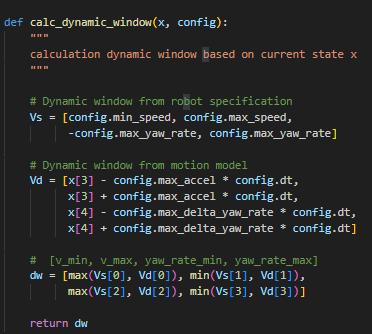 def calc_dynamic_window(x, config):
    """
    calculation dynamic window based on current state x
    """

    # Dynamic window from robot specification
    Vs = [config.min_speed, config.max_speed,
          -config.max_yaw_rate, config.max_yaw_rate]

    # Dynamic window from motion model
    Vd = [x[3] - config.max_accel * config.dt,
          x[3] + config.max_accel * config.dt,
          x[4] - config.max_delta_yaw_rate * config.dt,
          x[4] + config.max_delta_yaw_rate * config.dt]

    #  [v_min, v_max, yaw_rate_min, yaw_rate_max]
    dw = [max(Vs[0], Vd[0]), min(Vs[1], Vd[1]),
          max(Vs[2], Vd[2]), min(Vs[3], Vd[3])]

    return dw